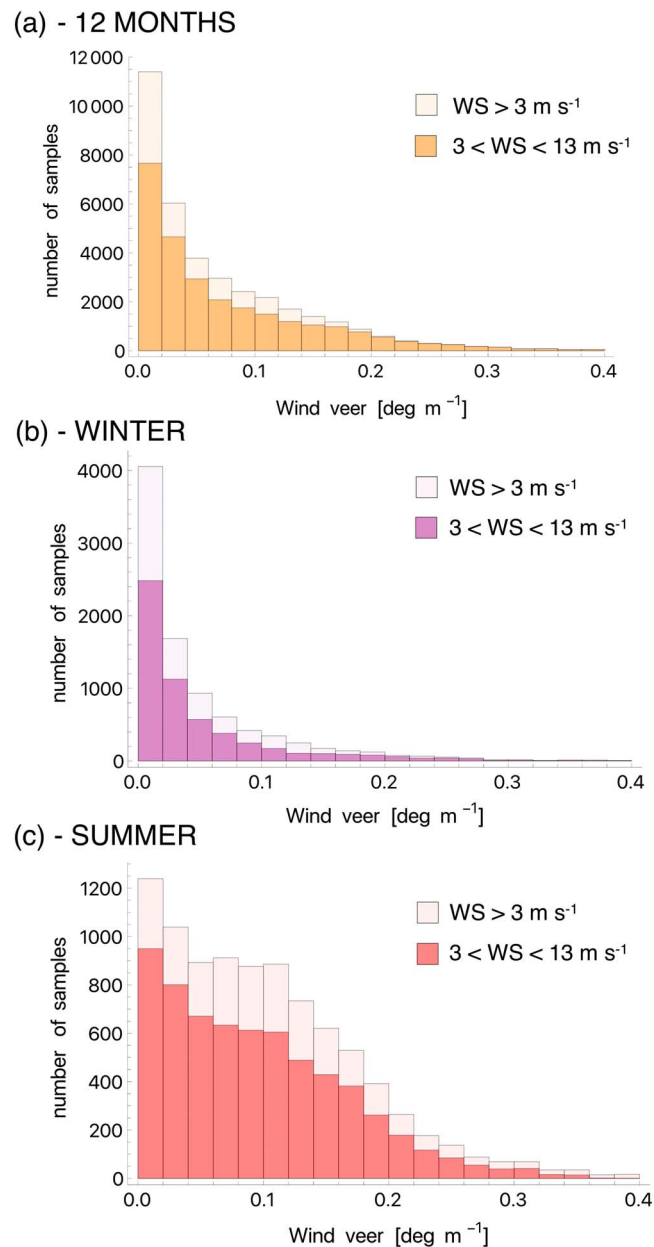 (a) - 12 MONTHS
12 000
10 000
8000
6000
4000
2000
0
number of samples
WS > 3 m s⁻¹
3 < WS < 13 m s⁻¹
0.0 0.1 0.2 0.3 0.4
Wind veer [deg m⁻¹]
(b) - WINTER
4000
3000
2000
1000
0
number of samples
WS > 3 m s⁻¹
3 < WS < 13 m s⁻¹
0.0 0.1 0.2 0.3 0.4
Wind veer [deg m⁻¹]
(c) - SUMMER
1200
1000
800
600
400
200
0
number of samples
WS > 3 m s⁻¹
3 < WS < 13 m s⁻¹
0.0 0.1 0.2 0.3 0.4
Wind veer [deg m⁻¹]